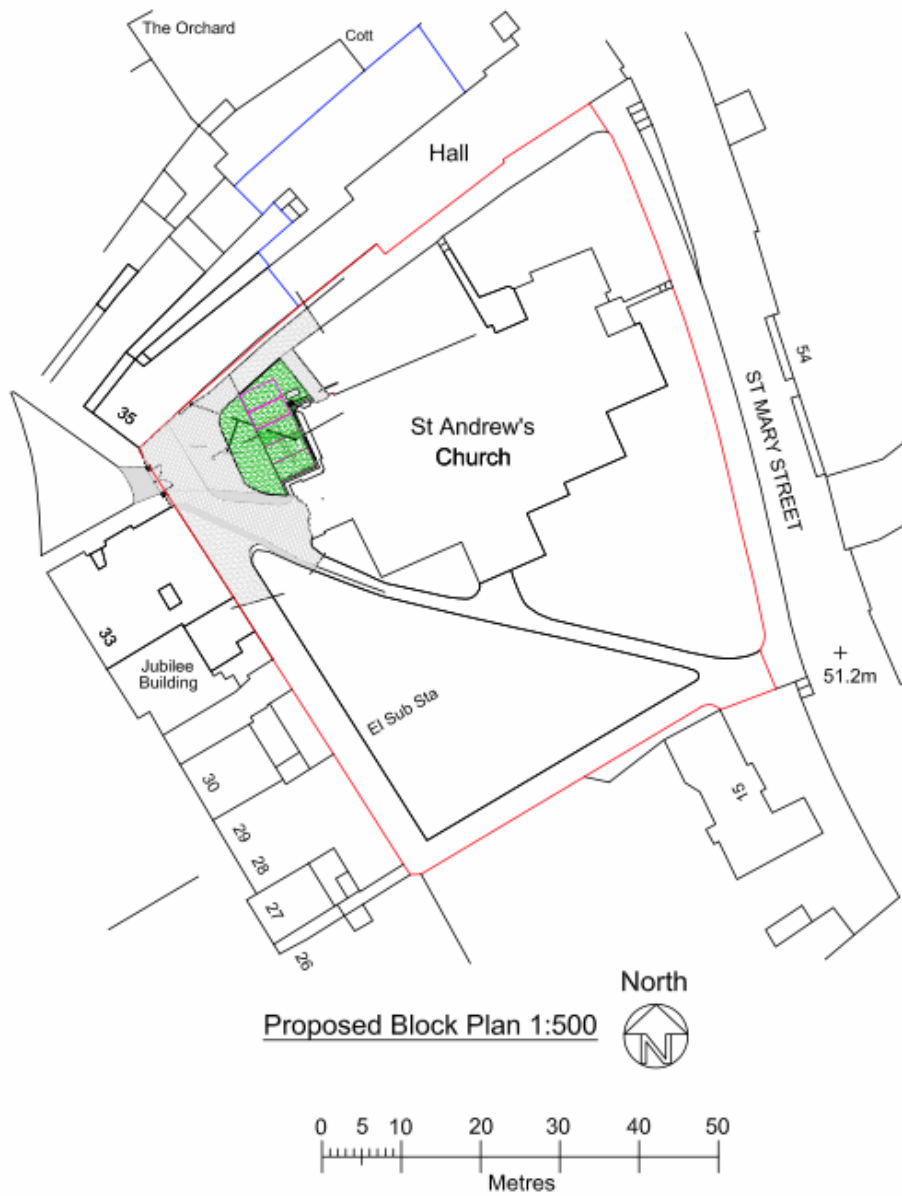 The Orchard
Cott
Hall
35
54
St Andrew's
Church
ST MARY STREET
33
Jubilee
Building
51.2m
El Sub Sta
30
15
29
28
27
26
North
N
Proposed Block Plan 1:500
0 5 10 20 30 40 50
Metres